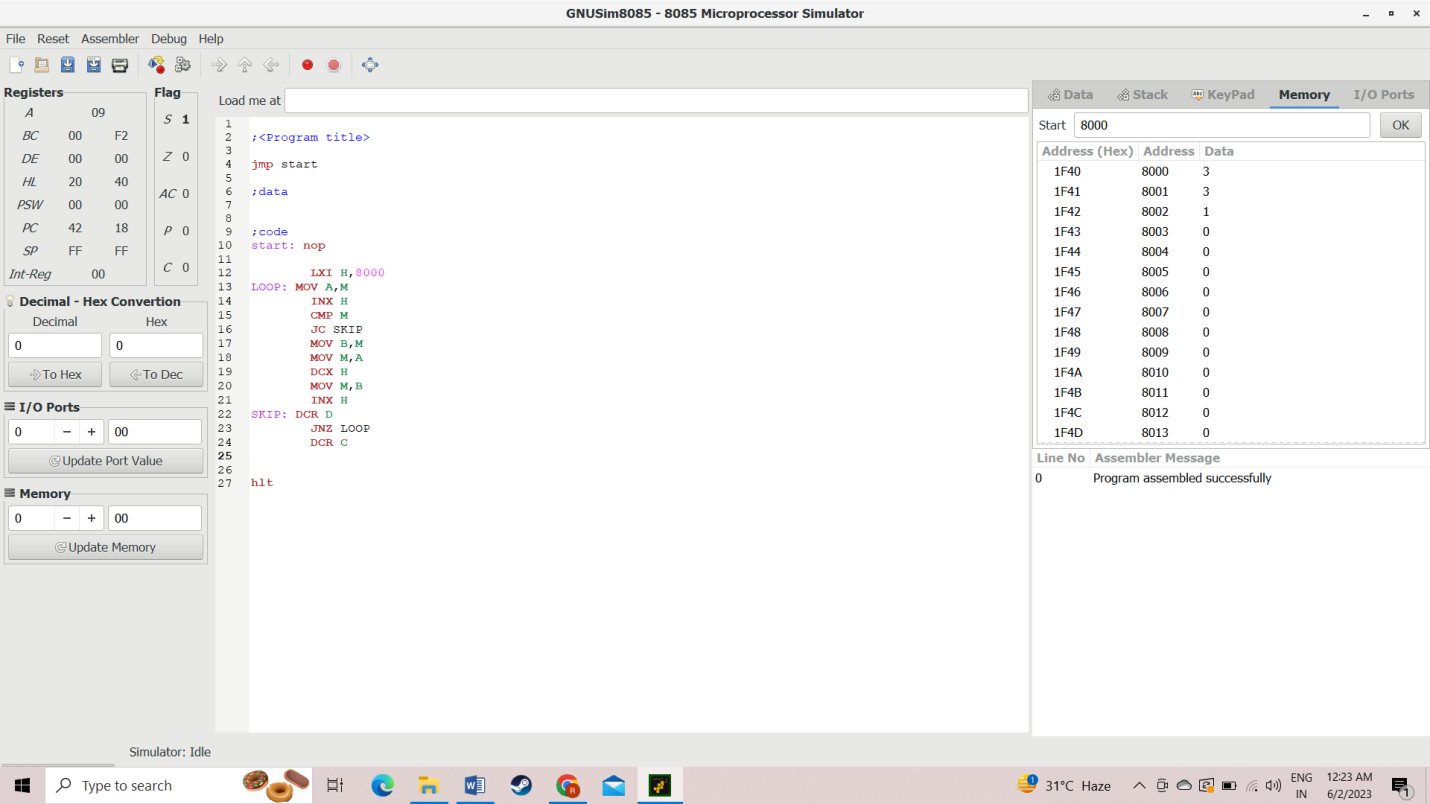 GNUSim8085 - 8085 Microprocessor Simulator
File Reset Assembler Debug Help
Registers
A 09
BC 00 F2
DE 00 00
HL 20 40
PSW 00 00
PC 42 18
SP FF FF
Int-Reg 00
Flag
S 1
Z 0
AC 0
P 0
C 0
Decimal - Hex Convertion
Decimal Hex
0 0
To Hex To Dec
I/O Ports
0 − + 00
Update Port Value
Memory
0 − + 00
Update Memory
Load me at
1
2 ;<Program title>
3
4 jmp start
5
6 ;data
7
8
9 ;code
10 start: nop
11
12 LXI H,8000
13 LOOP: MOV A,M
14 INX H
15 CMP M
16 JC SKIP
17 MOV B,M
18 MOV M,A
19 DCX H
20 MOV M,B
21 INX H
22 SKIP: DCR D
23 JNZ LOOP
24 DCR C
25
26
27 hlt
Data Stack Abc KeyPad Memory I/O Ports
Start 8000 OK
Address (Hex) Address Data
1F40 8000 3
1F41 8001 3
1F42 8002 1
1F43 8003 0
1F44 8004 0
1F45 8005 0
1F46 8006 0
1F47 8007 0
1F48 8008 0
1F49 8009 0
1F4A 8010 0
1F4B 8011 0
1F4C 8012 0
1F4D 8013 0
Line No Assembler Message
0 Program assembled successfully
Simulator: Idle
Type to search
W
R
1
31°C Haze
ENG
IN
12:23 AM
6/2/2023
1